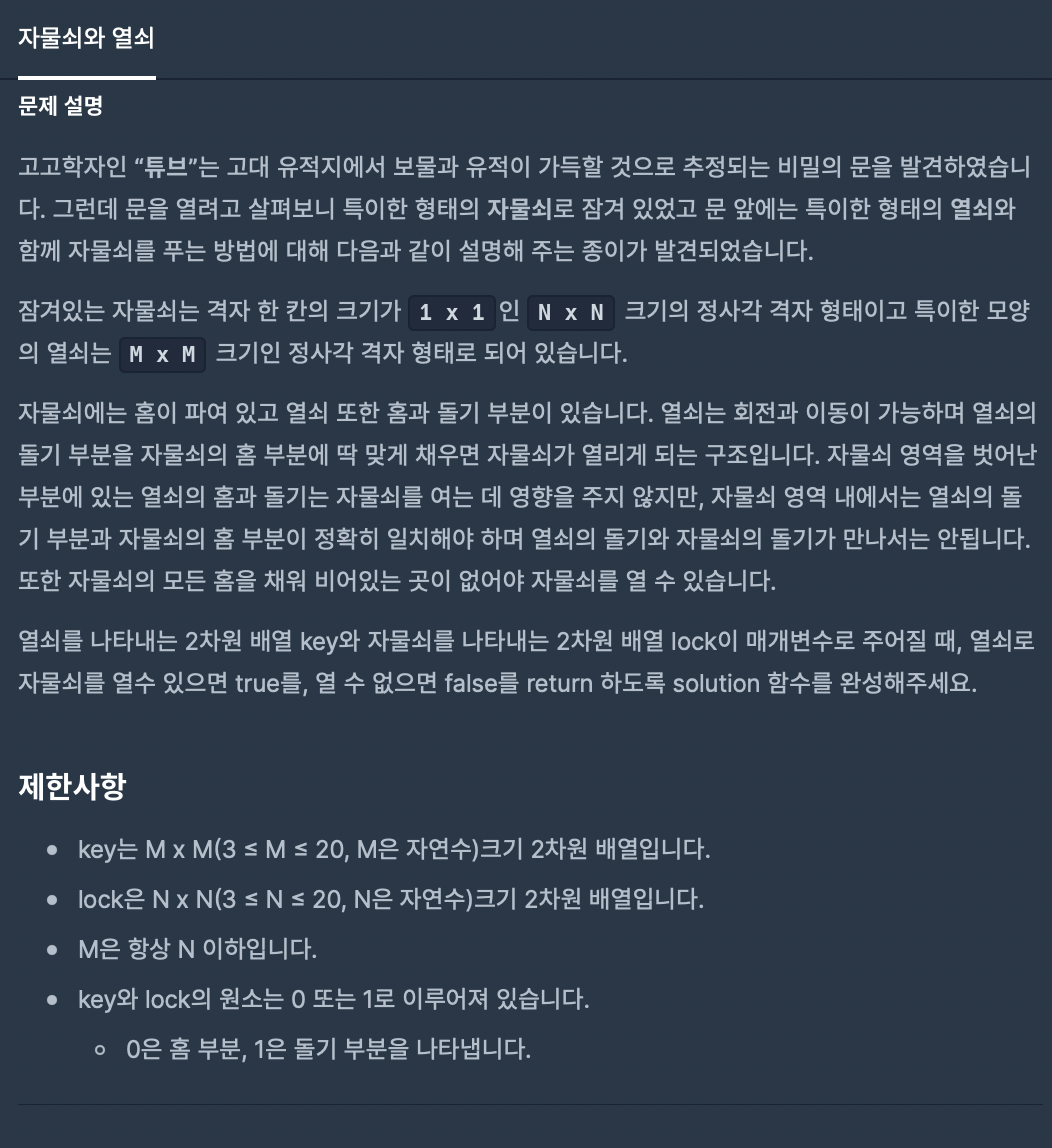 자물쇠와 열쇠
문제 설명
고고학자인 “튜브”는 고대 유적지에서 보물과 유적이 가득할 것으로 추정되는 비밀의 문을 발견하였습니
다. 그런데 문을 열려고 살펴보니 특이한 형태의 자물쇠로 잠겨 있었고 문 앞에는 특이한 형태의 열쇠와
함께 자물쇠를 푸는 방법에 대해 다음과 같이 설명해 주는 종이가 발견되었습니다.
잠겨있는 자물쇠는 격자 한 칸의 크기가 1 x 1인 N x N 크기의 정사각 격자 형태이고 특이한 모양
의 열쇠는 M x M 크기인 정사각 격자 형태로 되어 있습니다.
자물쇠에는 홈이 파여 있고 열쇠 또한 홈과 돌기 부분이 있습니다. 열쇠는 회전과 이동이 가능하며 열쇠의
돌기 부분을 자물쇠의 홈 부분에 딱 맞게 채우면 자물쇠가 열리게 되는 구조입니다. 자물쇠 영역을 벗어난
부분에 있는 열쇠의 홈과 돌기는 자물쇠를 여는 데 영향을 주지 않지만, 자물쇠 영역 내에서는 열쇠의 돌
기 부분과 자물쇠의 홈 부분이 정확히 일치해야 하며 열쇠의 돌기와 자물쇠의 돌기가 만나서는 안됩니다.
또한 자물쇠의 모든 홈을 채워 비어있는 곳이 없어야 자물쇠를 열 수 있습니다.
열쇠를 나타내는 2차원 배열 key와 자물쇠를 나타내는 2차원 배열 lock이 매개변수로 주어질 때, 열쇠로
자물쇠를 열수 있으면 true를, 열 수 없으면 false를 return 하도록 solution 함수를 완성해주세요.
제한사항
key는 M x M(3 ≤ M ≤ 20, M은 자연수)크기 2차원 배열입니다.
lock은 N x N(3 ≤ N ≤ 20, N은 자연수)크기 2차원 배열입니다.
M은 항상 N 이하입니다.
key와 lock의 원소는 0 또는 1로 이루어져 있습니다.
0은 홈 부분, 1은 돌기 부분을 나타냅니다.